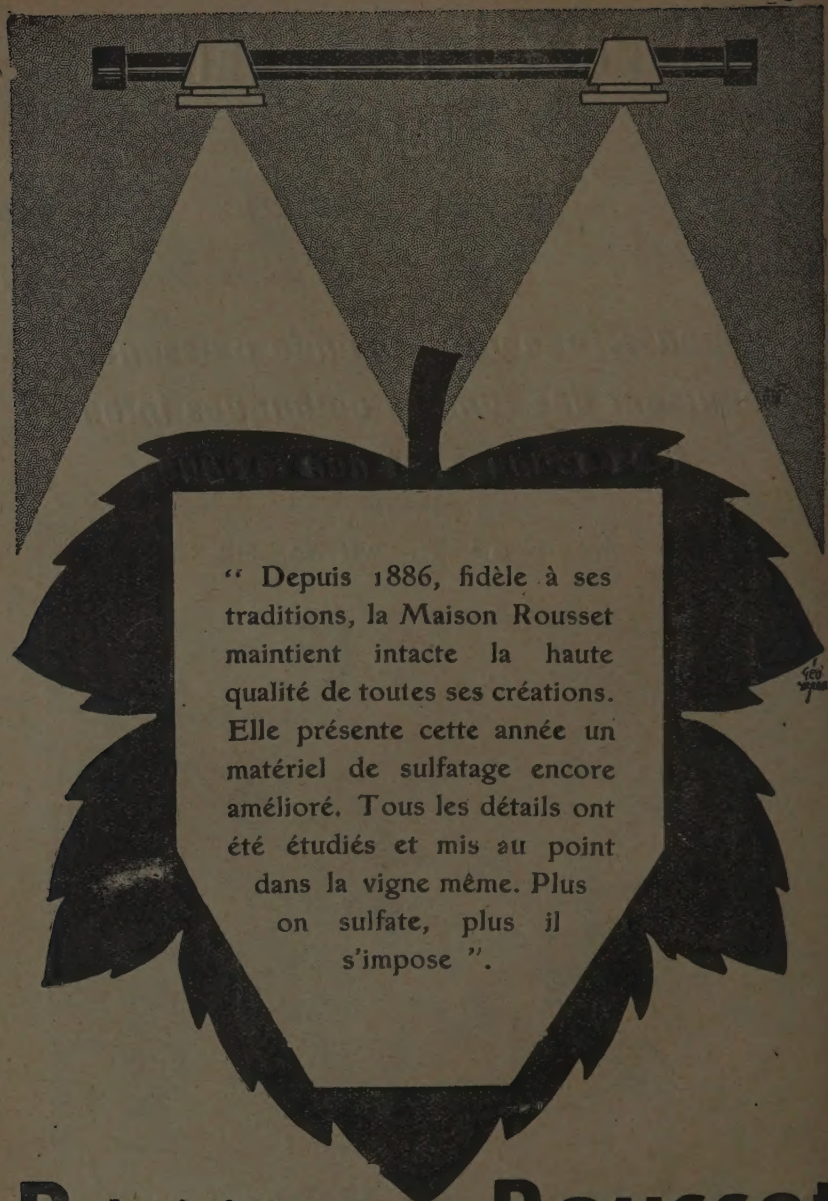 “ Depuis 1886, fidèle à ses
traditions, la Maison Rousset
maintient intacte la haute
qualité de toutes ses créations.
Elle présente cette année un
matériel de sulfatage encore
amélioré. Tous les détails ont
été étudiés et mis au point
dans la vigne même. Plus
on sulfate, plus il
s'impose ”.
Rousset